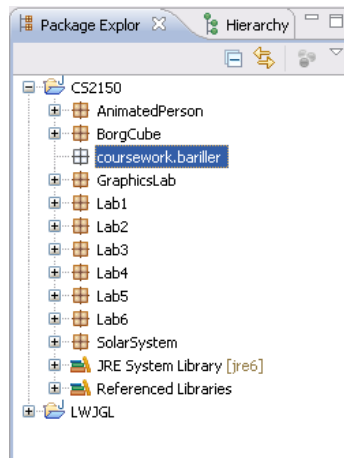 Package Explor Hierarchy
CS2150
AnimatedPerson
BorgCube
coursework.bariller
GraphicsLab
Lab1
Lab2
Lab3
Lab4
Lab5
Lab6
SolarSystem
JRE System Library [jre6]
Referenced Libraries
LWJGL